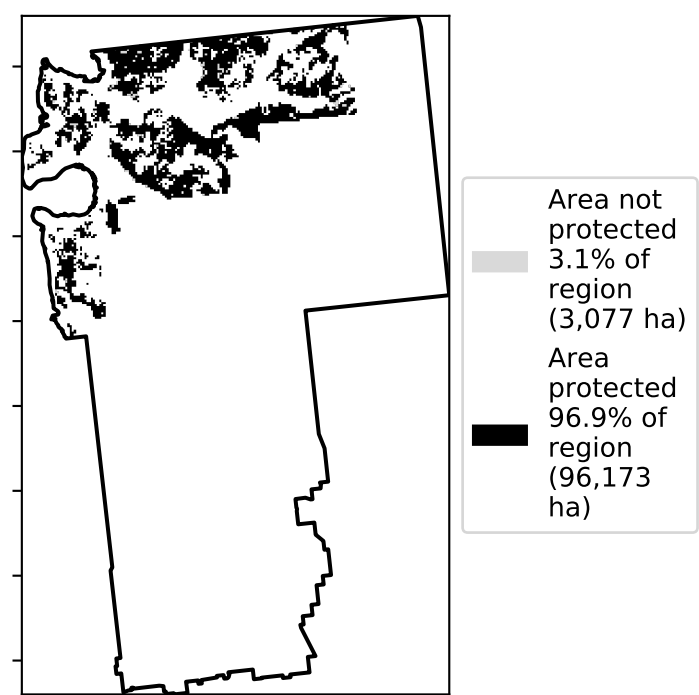 Area not
protected
3.1% of
region
(3,077 ha)
Area
protected
96.9% of
region
(96,173
ha)